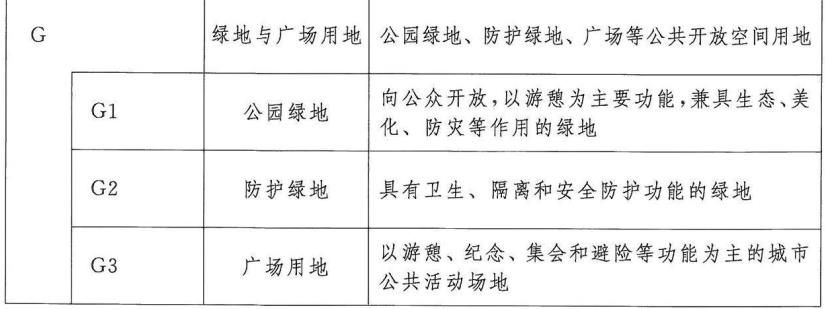 G 绿地与广场用地 公园绿地、防护绿地、广场等公共开放空间用地
G1 公园绿地 向公众开放,以游憩为主要功能,兼具生态、美
化、防灾等作用的绿地
G2 防护绿地 具有卫生、隔离和安全防护功能的绿地
G3 广场用地 以游憩、纪念、集会和避险等功能为主的城市
公共活动场地